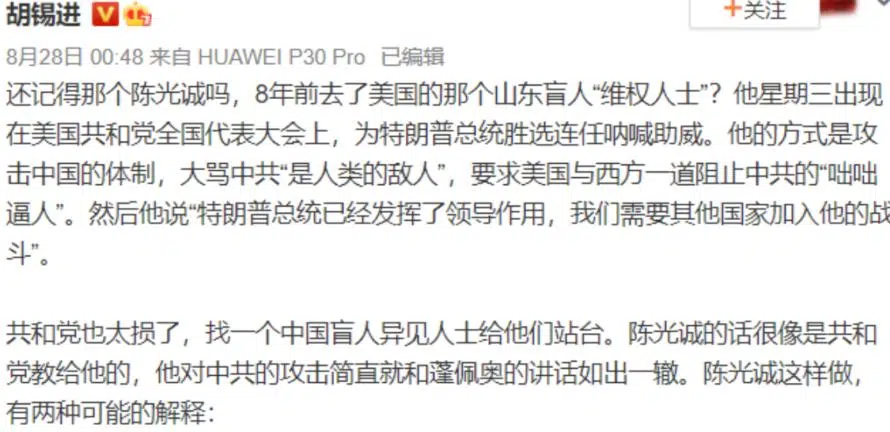 胡锡进
+关注
8月28日 00:48 来自 HUAWEI P30 Pro 已编辑
还记得那个陈光诚吗，8年前去了美国的那个山东盲人“维权人士”？他星期三出现
在美国共和党全国代表大会上，为特朗普总统胜选连任呐喊助威。他的方式是攻
击中国的体制，大骂中共“是人类的敌人”，要求美国与西方一道阻止中共的“咄咄
逼人”。然后他说“特朗普总统已经发挥了领导作用，我们需要其他国家加入他的战
斗”。
共和党也太损了，找一个中国盲人异见人士给他们站台。陈光诚的话很像是共和
党教给他的，他对中共的攻击简直就和蓬佩奥的讲话如出一辙。陈光诚这样做，
有两种可能的解释：